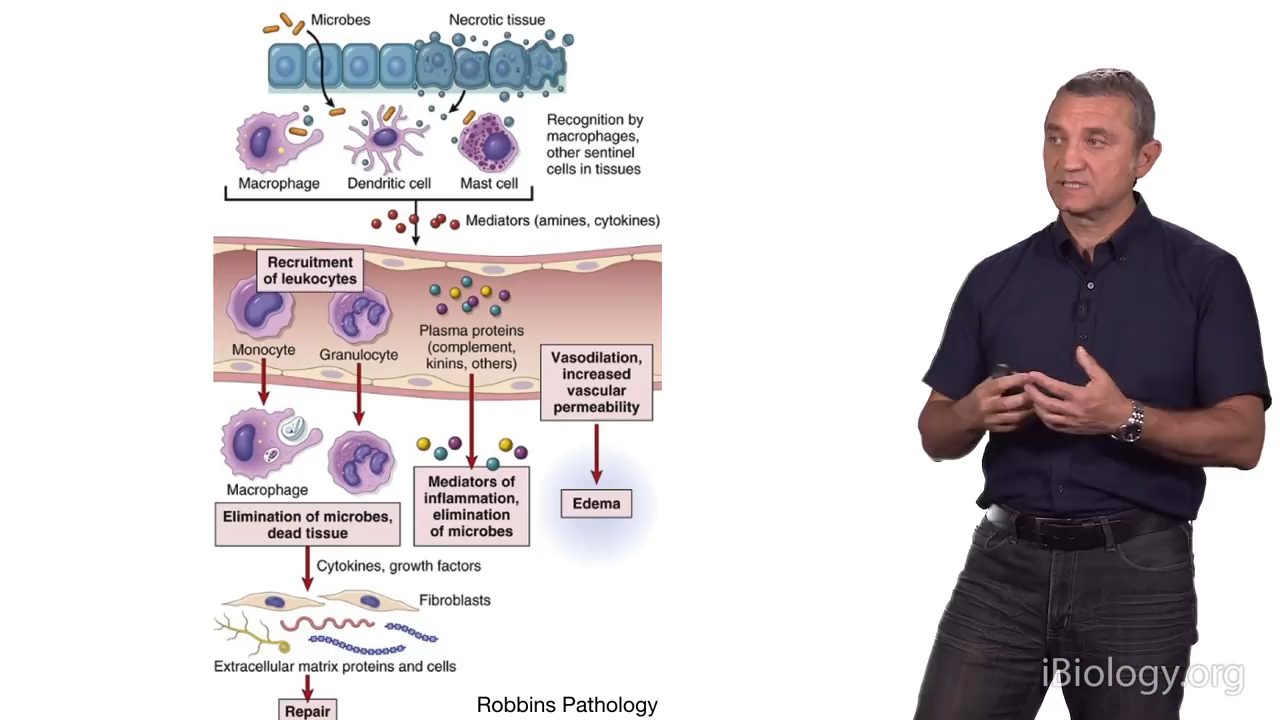 Microbes
Necrotic tissue
Recognition by
macrophages,
other sentinel
cells in tissues
Macrophage
Dendritic cell
Mast cell
Mediators (amines, cytokines)
Recruitment
of leukocytes
Monocyte
Granulocyte
Plasma proteins
(complement,
kinins, others)
Vasodilation,
increased
vascular
permeability
Macrophage
Elimination of microbes,
dead tissue
Mediators of
inflammation,
elimination
of microbes
Edema
Cytokines, growth factors
Fibroblasts
Extracellular matrix proteins and cells
Repair
Robbins Pathology
iBiology.org